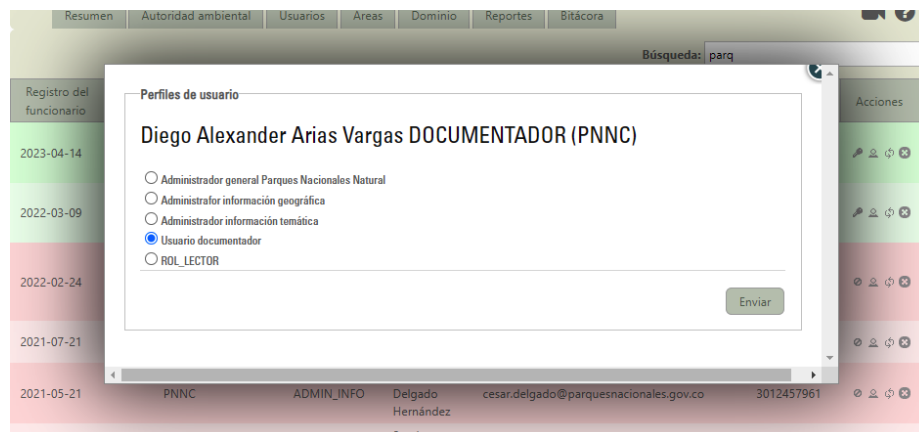 Resumen Autoridad ambiental Usuarios Areas Dominio Reportes Bitácora
Búsqueda: parq
Registro del
funcionario
Acciones
Perfiles de usuario
Diego Alexander Arias Vargas DOCUMENTADOR (PNNC)
Administrador general Parques Nacionales Natural
Administrafor información geográfica
Administrador información temática
Usuario documentador
ROL_LECTOR
Enviar
2023-04-14
2022-03-09
2022-02-24
2021-07-21
2021-05-21 PNNC ADMIN_INFO Delgado cesar.delgado@parquesnacionales.gov.co 3012457961
Hernández